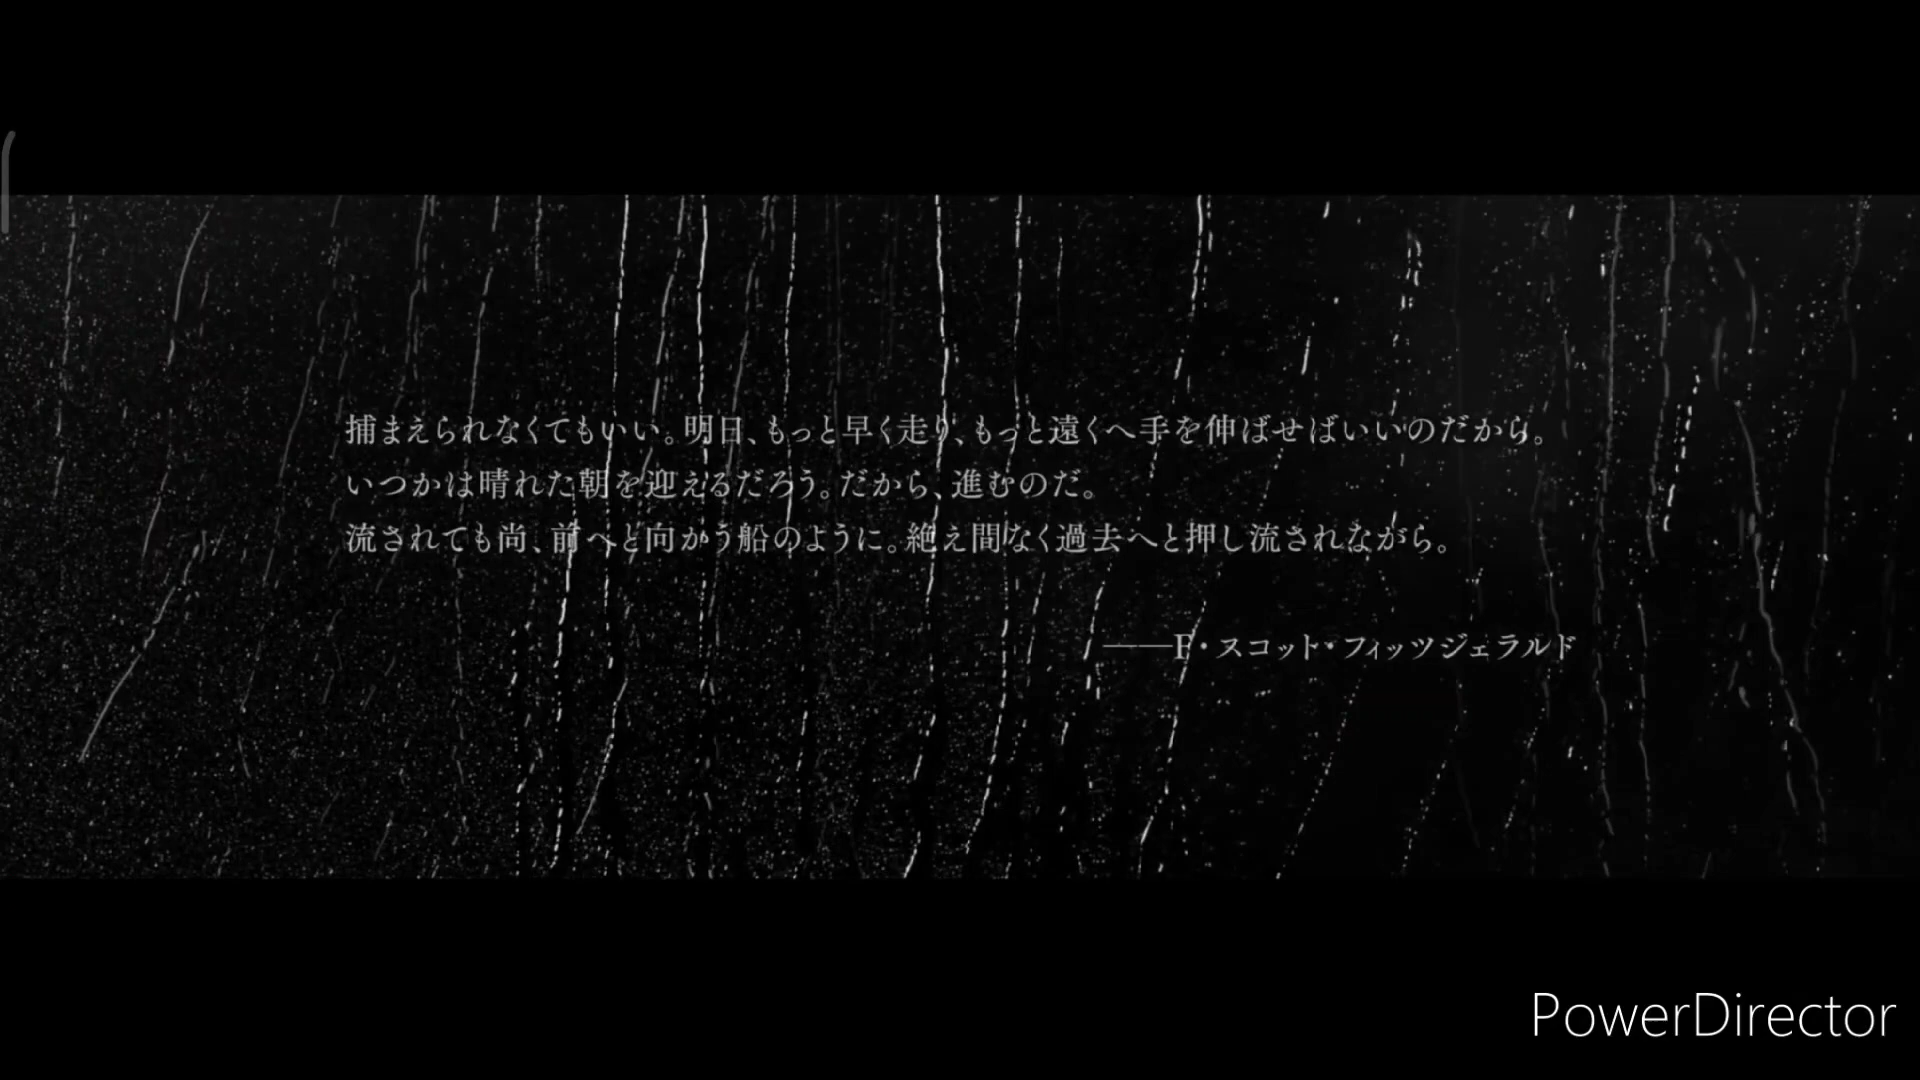 捕まえられなくてもいい。明日、もっと早く走り、もっと遠くへ手を伸ばせばいいのだから。
いつかは晴れた朝を迎えるだろう。だから、進むのだ。
流されても尚、前へと向かう船のように。絶え間なく過去へと押し流されながら。
——F・スコット・フィッツジェラルド
PowerDirector